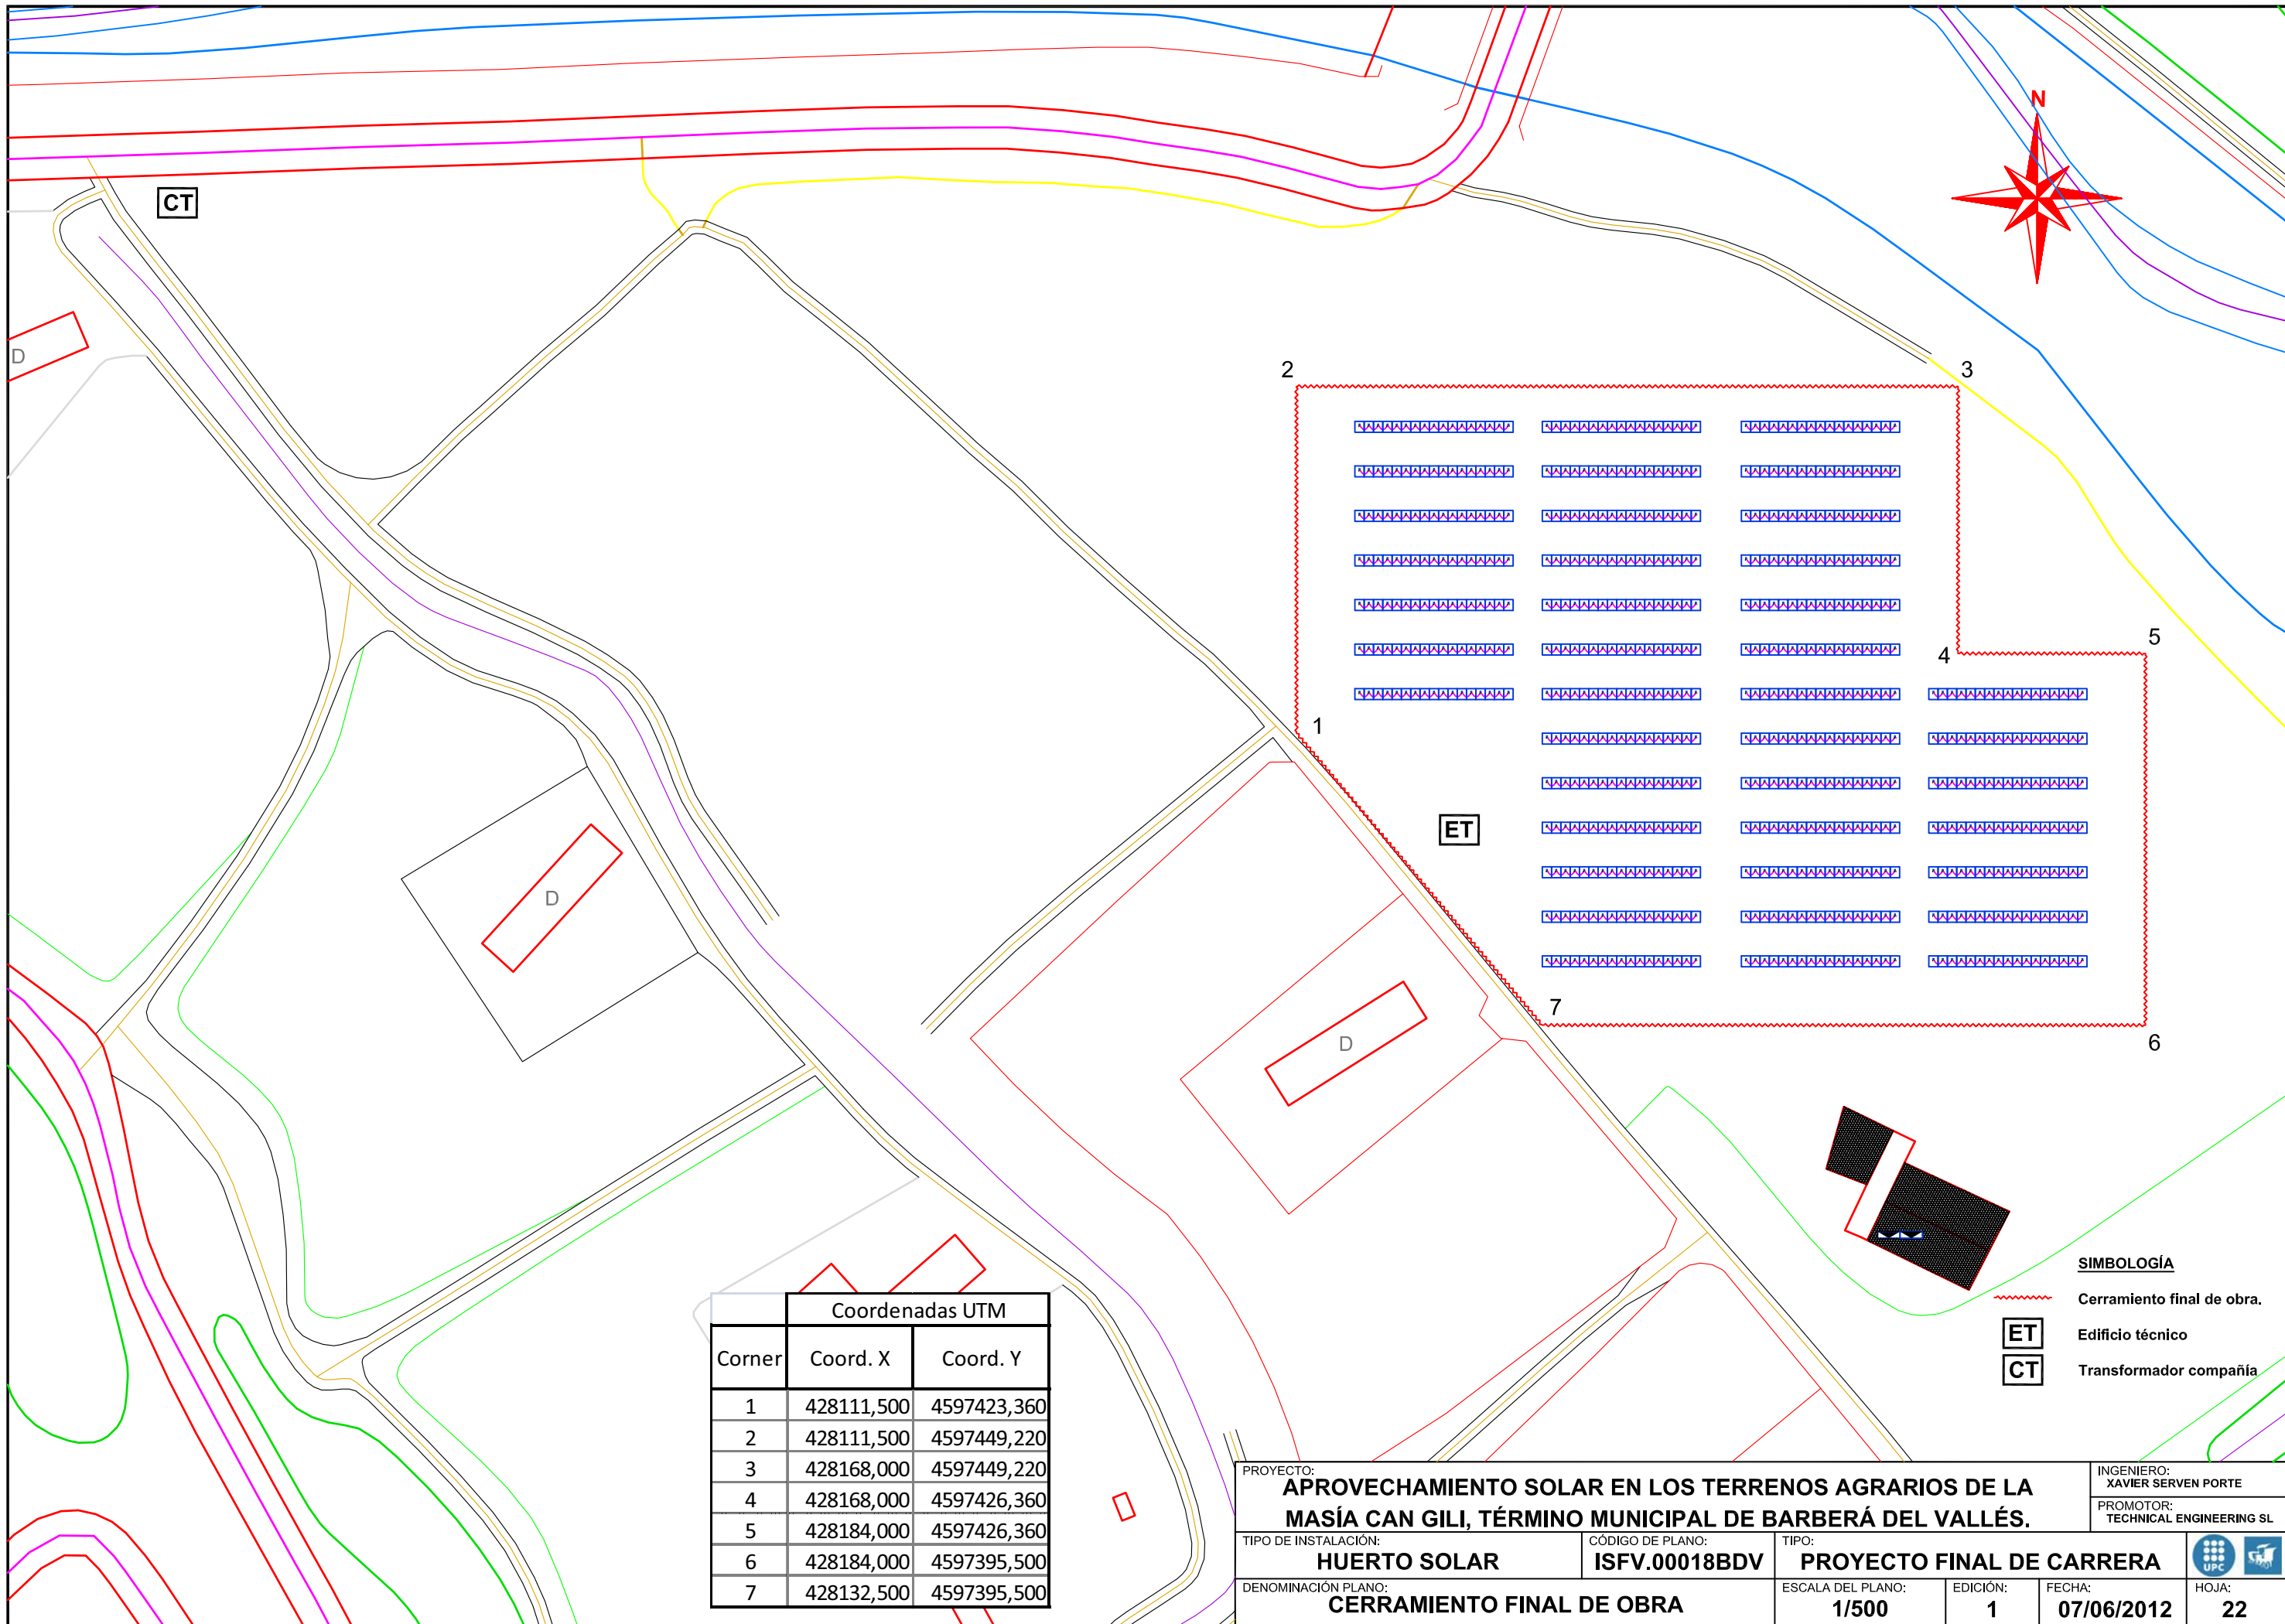 N
CT
D
2
3
4
5
1
ET
D
7
6
D
SIMBOLOGÍA
Cerramiento final de obra.
ET Edificio técnico
CT Transformador compañía
Coordenadas UTM
Corner Coord. X Coord. Y
1 428111,500 4597423,360
2 428111,500 4597449,220
3 428168,000 4597449,220
4 428168,000 4597426,360
5 428184,000 4597426,360
6 428184,000 4597395,500
7 428132,500 4597395,500
PROYECTO:
APROVECHAMIENTO SOLAR EN LOS TERRENOS AGRARIOS DE LA
MASÍA CAN GILI, TÉRMINO MUNICIPAL DE BARBERÁ DEL VALLÉS.
INGENIERO:
XAVIER SERVEN PORTE
PROMOTOR:
TECHNICAL ENGINEERING SL
TIPO DE INSTALACIÓN:
HUERTO SOLAR
CÓDIGO DE PLANO:
ISFV.00018BDV
TIPO:
PROYECTO FINAL DE CARRERA
UPC
DENOMINACIÓN PLANO:
CERRAMIENTO FINAL DE OBRA
ESCALA DEL PLANO:
1/500
EDICIÓN:
1
FECHA:
07/06/2012
HOJA:
22